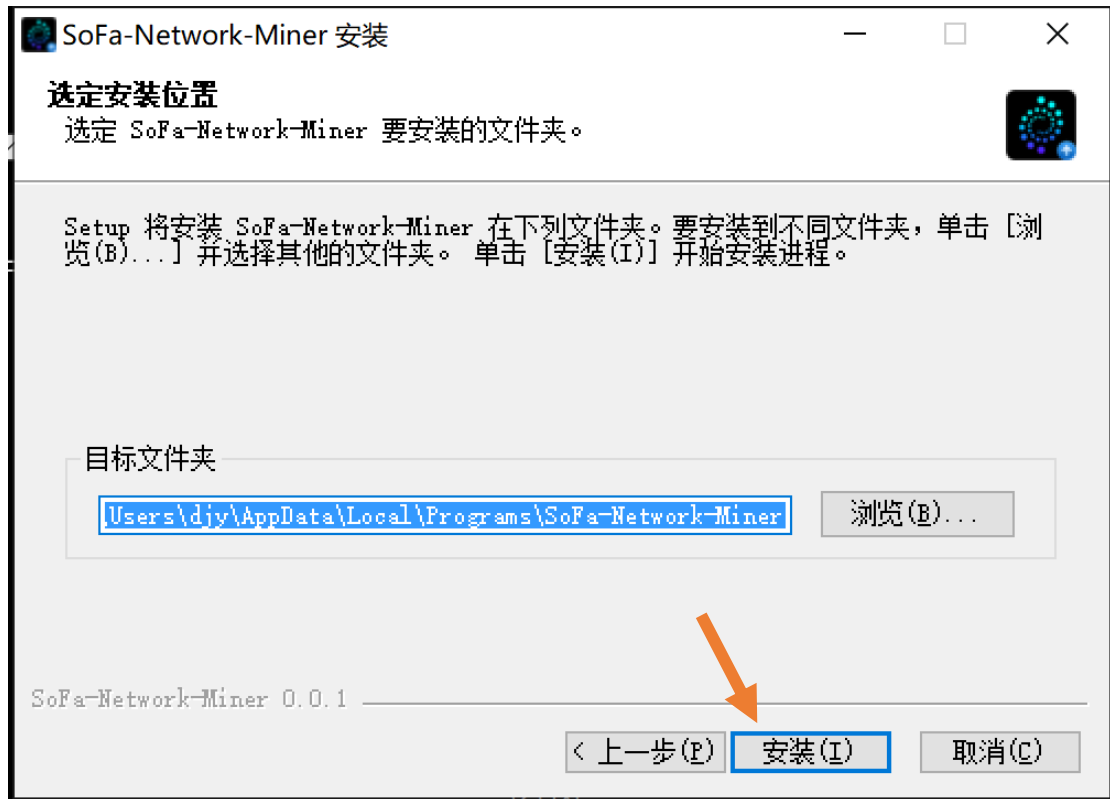 SoFa-Network-Miner 安装
选定安装位置
选定 SoFa-Network-Miner 要安装的文件夹。
Setup 将安装 SoFa-Network-Miner 在下列文件夹。要安装到不同文件夹，单击 [浏
览(B)...] 并选择其他的文件夹。 单击 [安装(I)] 开始安装进程。
目标文件夹
\Users\djy\AppData\Local\Programs\SoFa-Network-Miner
浏览(B)...
SoFa-Network-Miner 0.0.1
< 上一步(P)
安装(I)
取消(C)